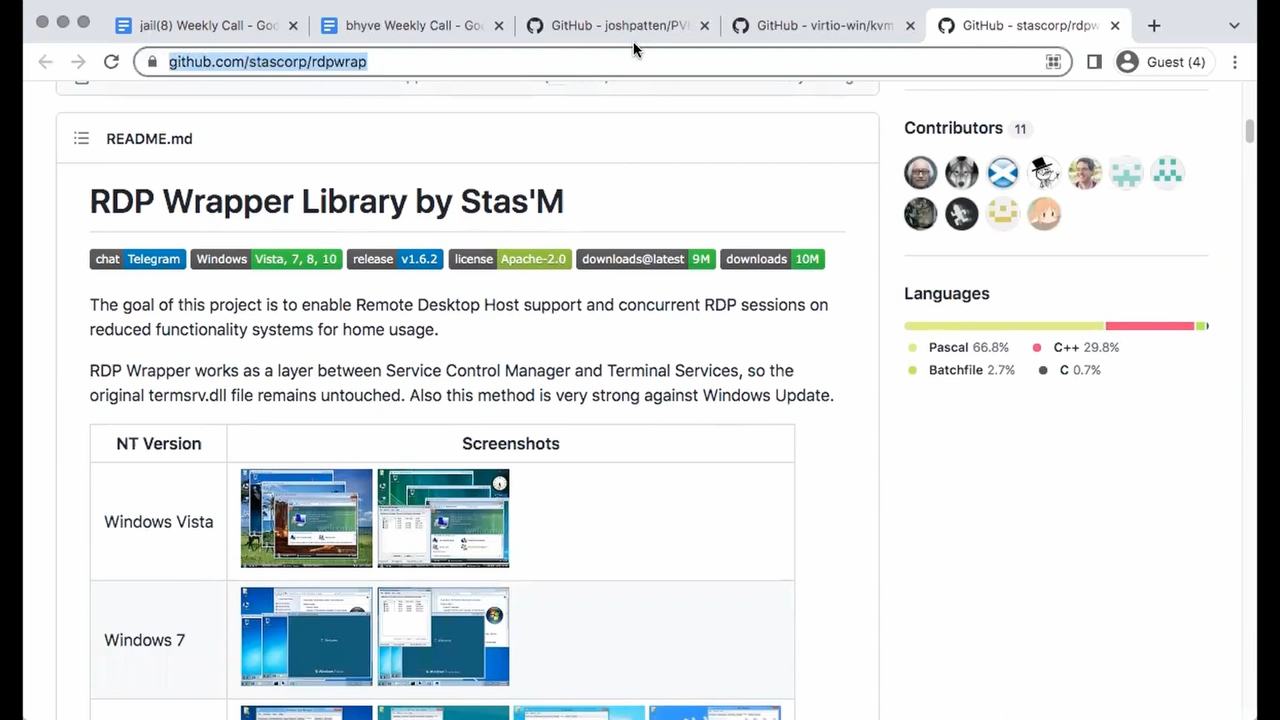 jail(8) Weekly Call - Goo
bhyve Weekly Call - Go
GitHub - joshpatten/PV
GitHub - virtio-win/kvm
GitHub - stascorp/rdpw
github.com/stascorp/rdpwrap
Guest (4)
README.md
RDP Wrapper Library by Stas'M
chat Telegram Windows Vista, 7, 8, 10 release v1.6.2 license Apache-2.0 downloads@latest 9M downloads 10M
The goal of this project is to enable Remote Desktop Host support and concurrent RDP sessions on
reduced functionality systems for home usage.
RDP Wrapper works as a layer between Service Control Manager and Terminal Services, so the
original termsrv.dll file remains untouched. Also this method is very strong against Windows Update.
NT Version Screenshots
Windows Vista
Windows 7
Contributors 11
Languages
Pascal 66.8% C++ 29.8%
Batchfile 2.7% C 0.7%